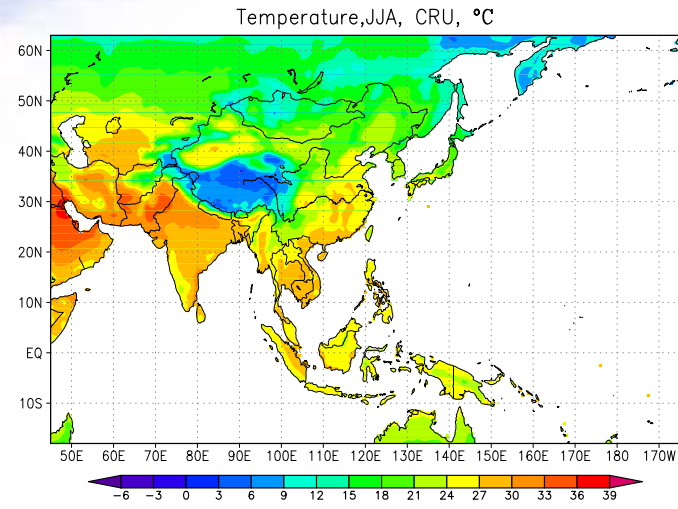 Temperature,JJA, CRU, °C
60N
50N
40N
30N
20N
10N
EQ
10S
50E 60E 70E 80E 90E 100E 110E 120E 130E 140E 150E 160E 170E 180 170W
-6 -3 0 3 6 9 12 15 18 21 24 27 30 33 36 39